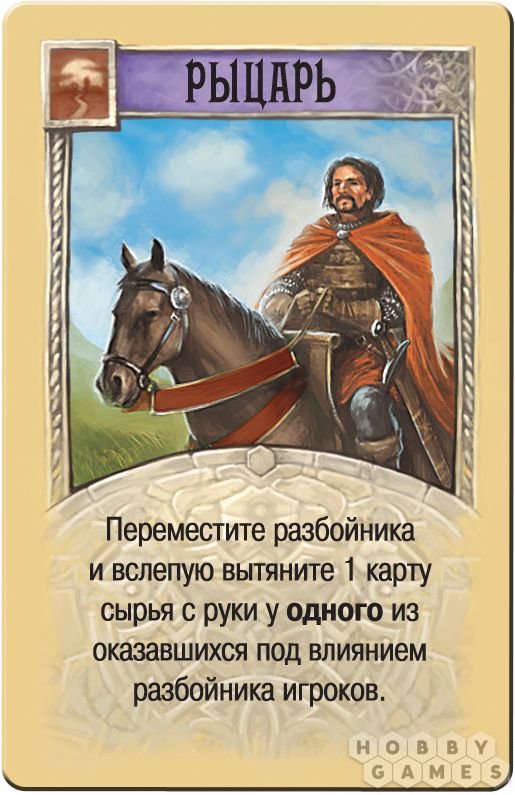 РЫЦАРЬ
Переместите разбойника
и вслепую вытяните 1 карту
сырья с руки у одного из
оказавшихся под влиянием
разбойника игроков.
HOBBY
GAMES